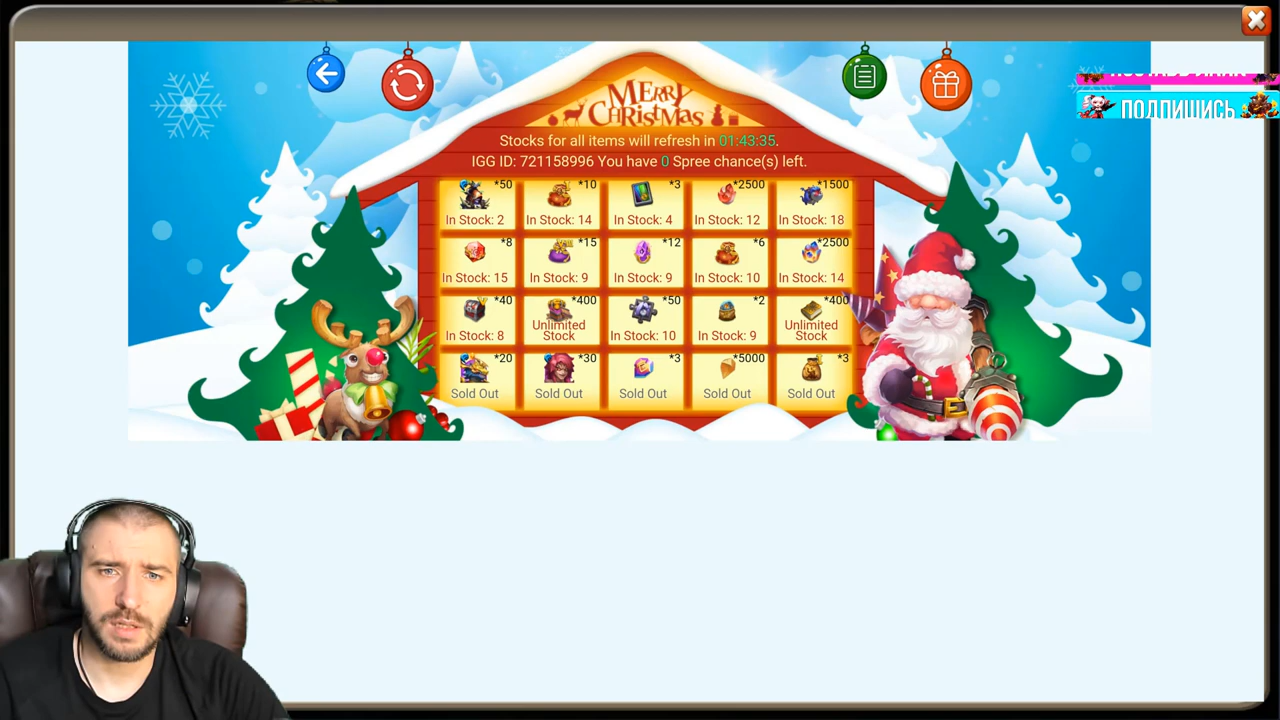 MERRY
CHRISTMAS
Stocks for all items will refresh in 01:43:35.
IGG ID: 721158996 You have 0 Spree chance(s) left.
ПОДПИШИСЬ
*50 *10 *3 *2500 *1500
In Stock: 2 In Stock: 14 In Stock: 4 In Stock: 12 In Stock: 18
*8 *15 *12 *6 *2500
In Stock: 15 In Stock: 9 In Stock: 9 In Stock: 10 In Stock: 14
*40 *400 *50 *2 *400
In Stock: 8 Unlimited Stock In Stock: 10 In Stock: 9 Unlimited Stock
*20 *30 *3 *5000 *3
Sold Out Sold Out Sold Out Sold Out Sold Out